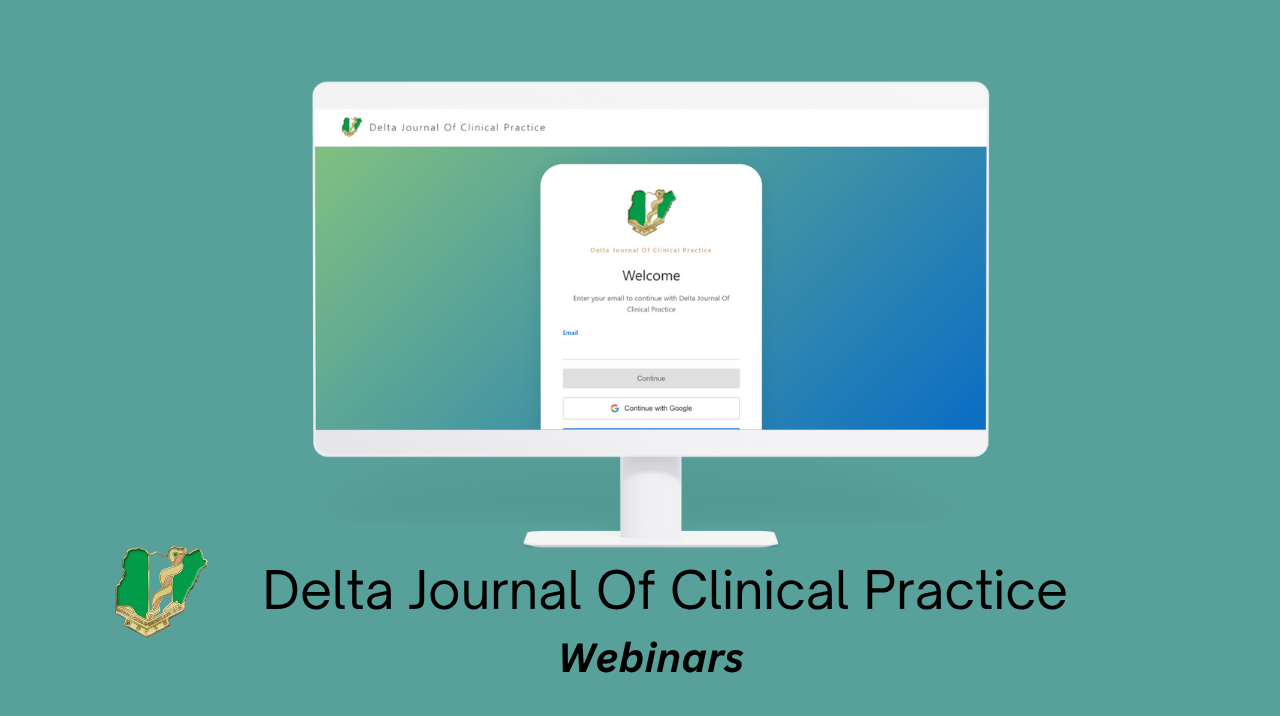 Delta Journal Of Clinical Practice
Delta Journal Of Clinical Practice
Welcome
Enter your email to continue with Delta Journal Of
Clinical Practice
Email
Continue
Continue with Google
Delta Journal Of Clinical Practice
Webinars